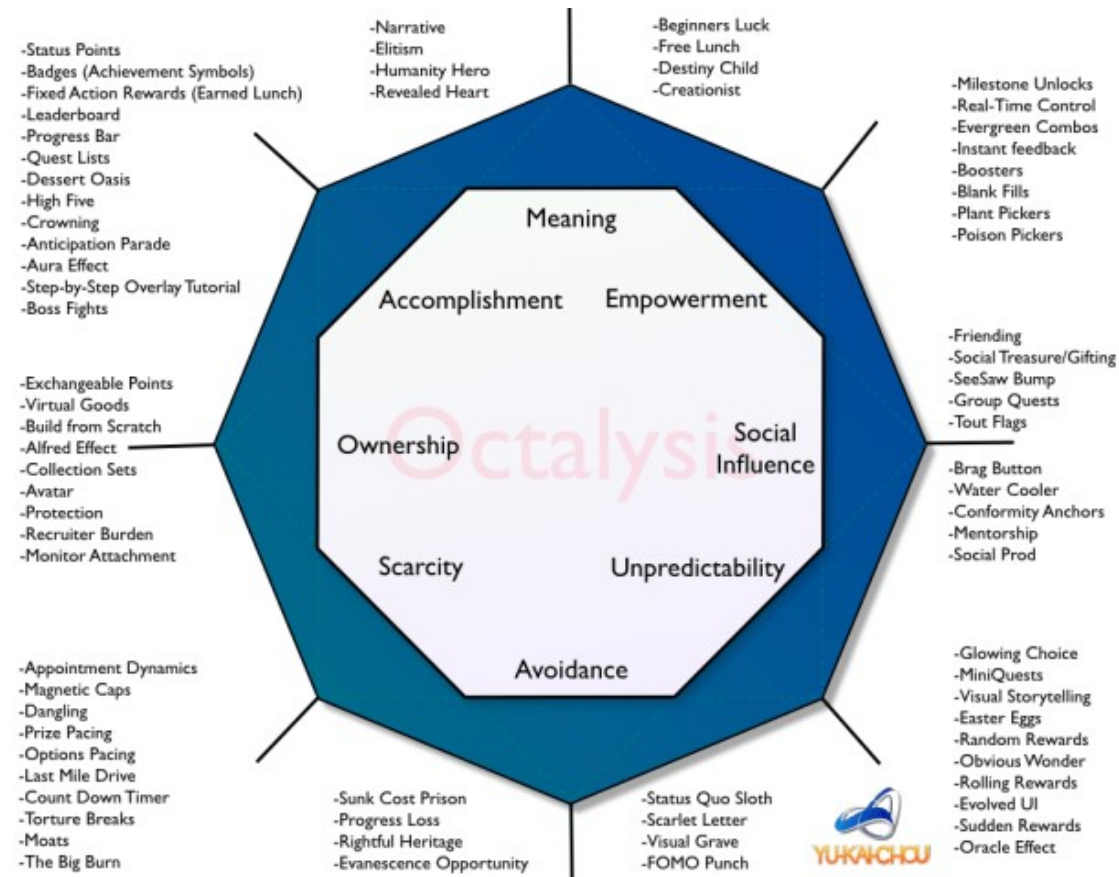 -Status Points
-Badges (Achievement Symbols)
-Fixed Action Rewards (Earned Lunch)
-Leaderboard
-Progress Bar
-Quest Lists
-Dessert Oasis
-High Five
-Crowning
-Anticipation Parade
-Aura Effect
-Step-by-Step Overlay Tutorial
-Boss Fights
-Narrative
-Elitism
-Humanity Hero
-Revealed Heart
-Beginners Luck
-Free Lunch
-Destiny Child
-Creationist
-Milestone Unlocks
-Real-Time Control
-Evergreen Combos
-Instant feedback
-Boosters
-Blank Fills
-Plant Pickers
-Poison Pickers
Meaning
Accomplishment
Empowerment
Ownership
Octalysis
Social
Influence
Scarcity
Unpredictability
Avoidance
-Exchangeable Points
-Virtual Goods
-Build from Scratch
-Alfred Effect
-Collection Sets
-Avatar
-Protection
-Recruiter Burden
-Monitor Attachment
-Friending
-Social Treasure/Gifting
-SeeSaw Bump
-Group Quests
-Tout Flags
-Brag Button
-Water Cooler
-Conformity Anchors
-Mentorship
-Social Prod
-Appointment Dynamics
-Magnetic Caps
-Dangling
-Prize Pacing
-Options Pacing
-Last Mile Drive
-Count Down Timer
-Torture Breaks
-Moats
-The Big Burn
-Sunk Cost Prison
-Progress Loss
-Rightful Heritage
-Evanescence Opportunity
-Status Quo Sloth
-Scarlet Letter
-Visual Grave
-FOMO Punch
-Glowing Choice
-MiniQuests
-Visual Storytelling
-Easter Eggs
-Random Rewards
-Obvious Wonder
-Rolling Rewards
-Evolved UI
-Sudden Rewards
-Oracle Effect
YU-KAI-CHOU